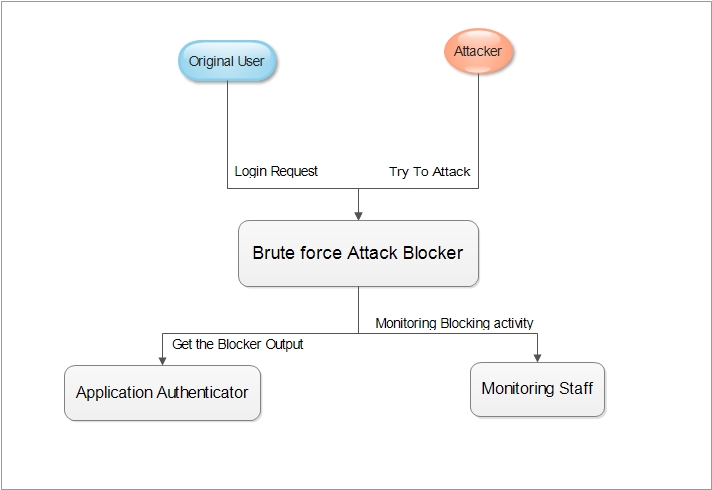 Original User
Attacker
Login Request
Try To Attack
Brute force Attack Blocker
Monitoring Blocking activity
Get the Blocker Output
Application Authenticator
Monitoring Staff